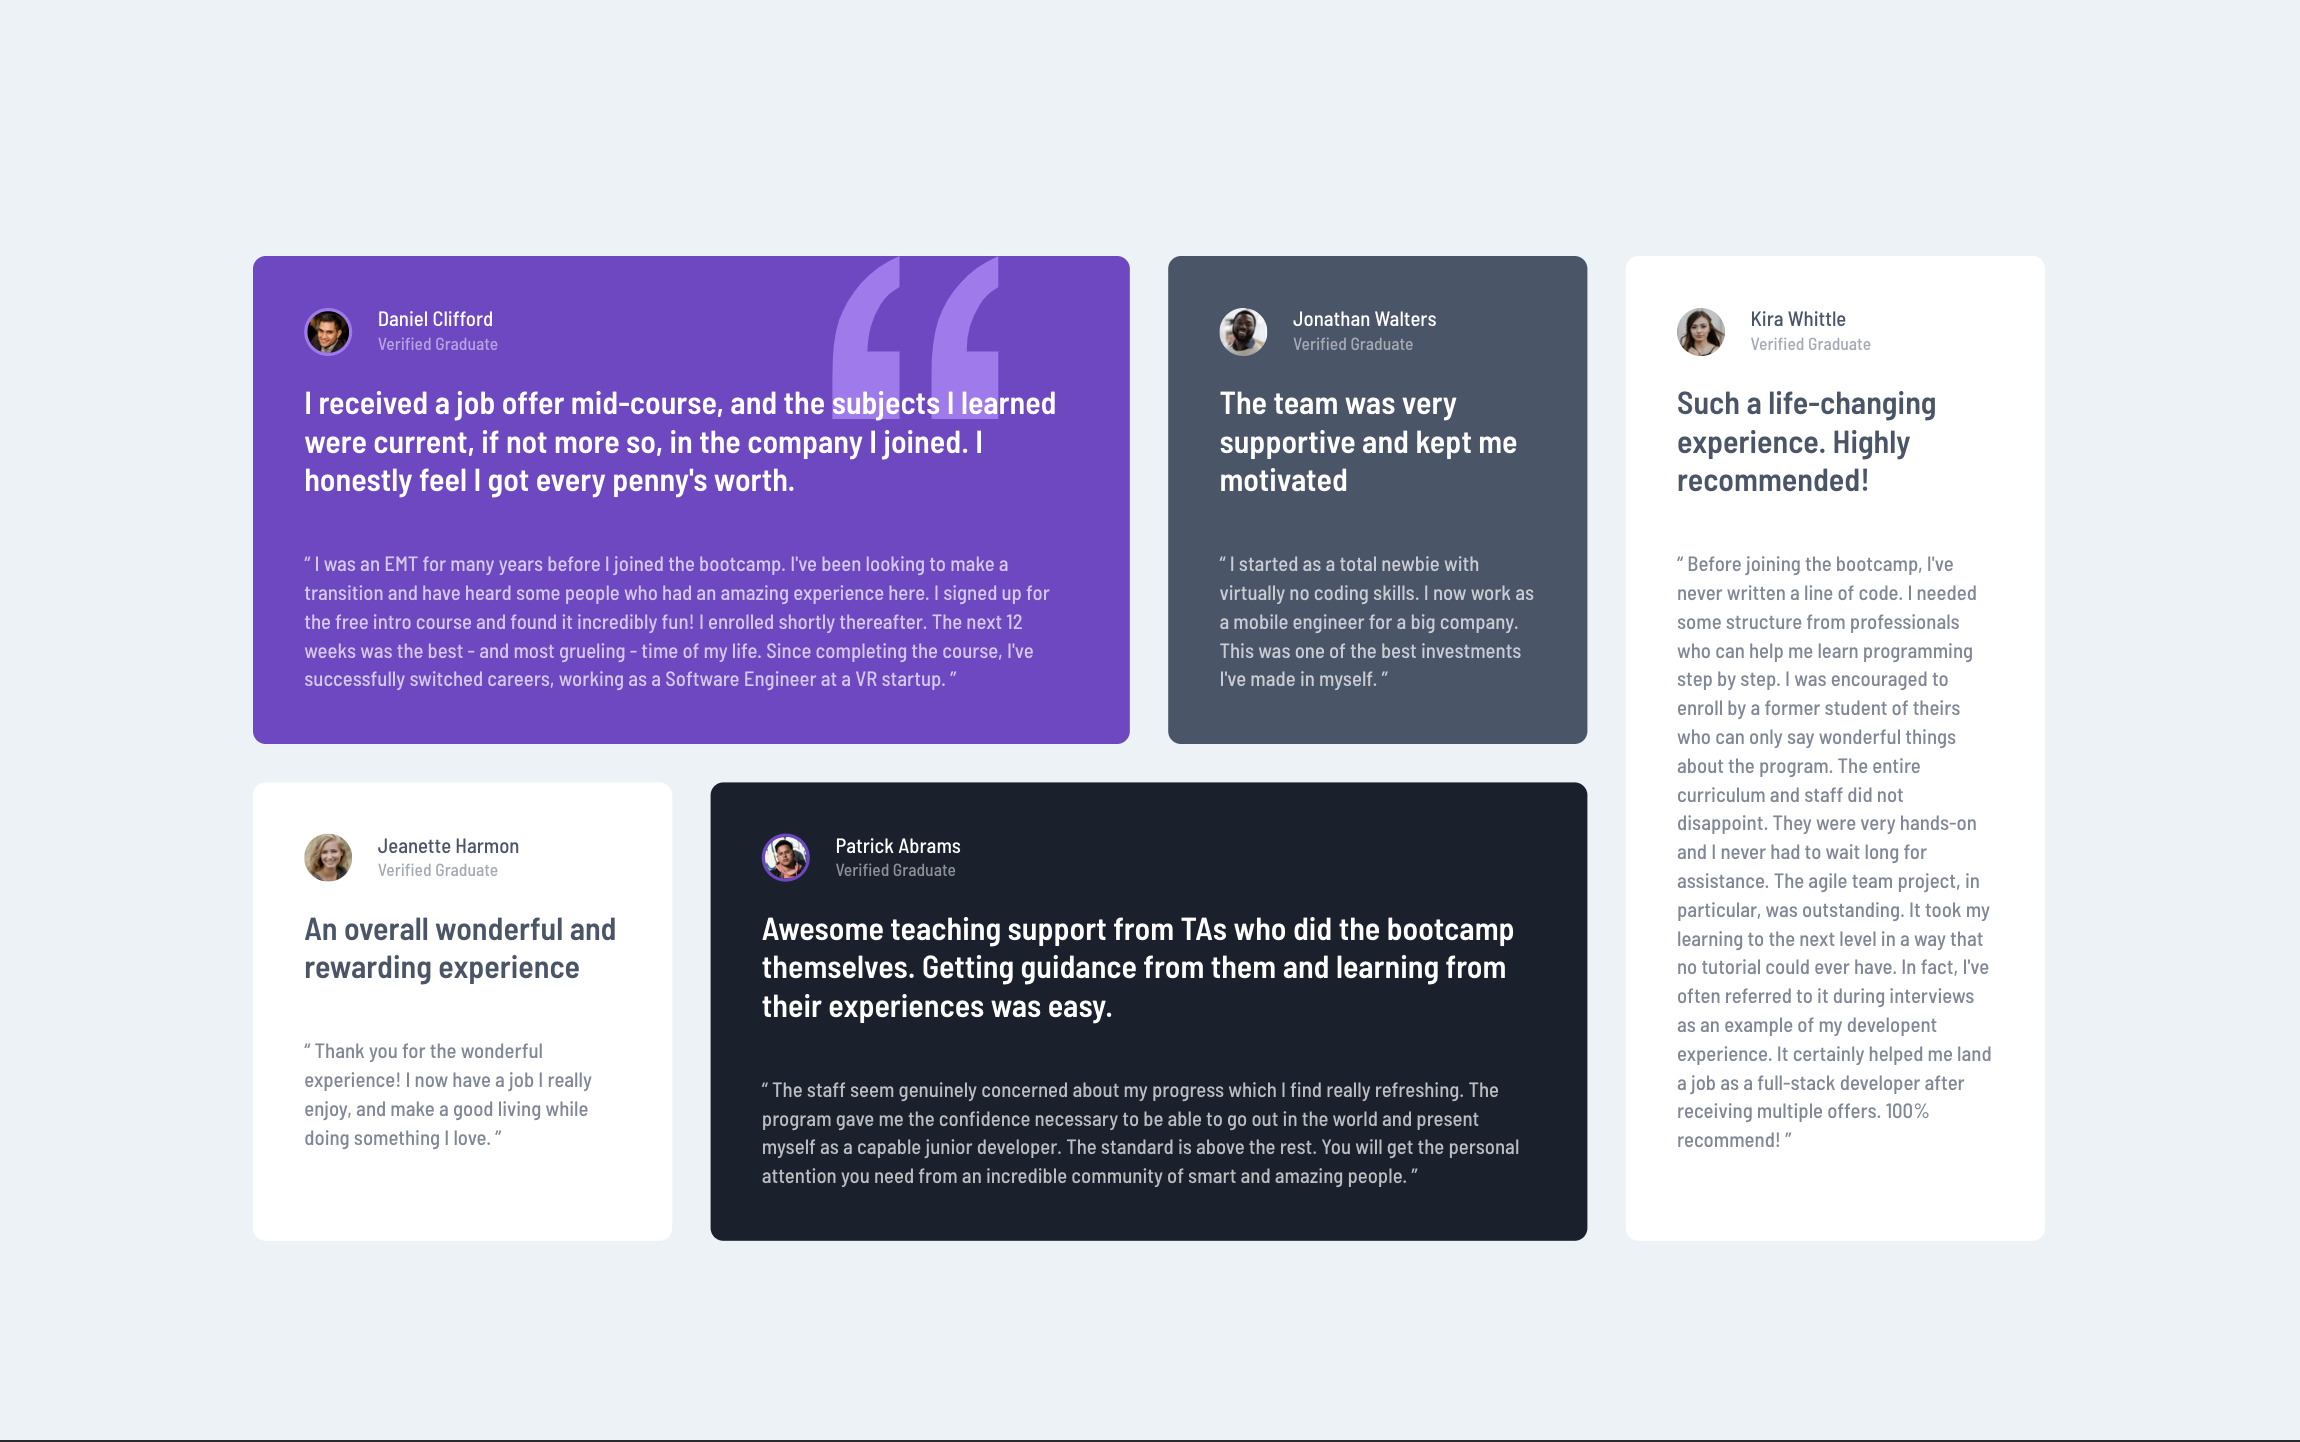 Daniel Clifford
Verified Graduate
I received a job offer mid-course, and the subjects I learned
were current, if not more so, in the company I joined. I
honestly feel I got every penny's worth.
“ I was an EMT for many years before I joined the bootcamp. I've been looking to make a
transition and have heard some people who had an amazing experience here. I signed up for
the free intro course and found it incredibly fun! I enrolled shortly thereafter. The next 12
weeks was the best - and most grueling - time of my life. Since completing the course, I've
successfully switched careers, working as a Software Engineer at a VR startup. ”
Jonathan Walters
Verified Graduate
The team was very
supportive and kept me
motivated
“ I started as a total newbie with
virtually no coding skills. I now work as
a mobile engineer for a big company.
This was one of the best investments
I've made in myself. ”
Kira Whittle
Verified Graduate
Such a life-changing
experience. Highly
recommended!
“ Before joining the bootcamp, I've
never written a line of code. I needed
some structure from professionals
who can help me learn programming
step by step. I was encouraged to
enroll by a former student of theirs
who can only say wonderful things
about the program. The entire
curriculum and staff did not
disappoint. They were very hands-on
and I never had to wait long for
assistance. The agile team project, in
particular, was outstanding. It took my
learning to the next level in a way that
no tutorial could ever have. In fact, I've
often referred to it during interviews
as an example of my developent
experience. It certainly helped me land
a job as a full-stack developer after
receiving multiple offers. 100%
recommend! ”
Jeanette Harmon
Verified Graduate
An overall wonderful and
rewarding experience
“ Thank you for the wonderful
experience! I now have a job I really
enjoy, and make a good living while
doing something I love. ”
Patrick Abrams
Verified Graduate
Awesome teaching support from TAs who did the bootcamp
themselves. Getting guidance from them and learning from
their experiences was easy.
“ The staff seem genuinely concerned about my progress which I find really refreshing. The
program gave me the confidence necessary to be able to go out in the world and present
myself as a capable junior developer. The standard is above the rest. You will get the personal
attention you need from an incredible community of smart and amazing people. ”